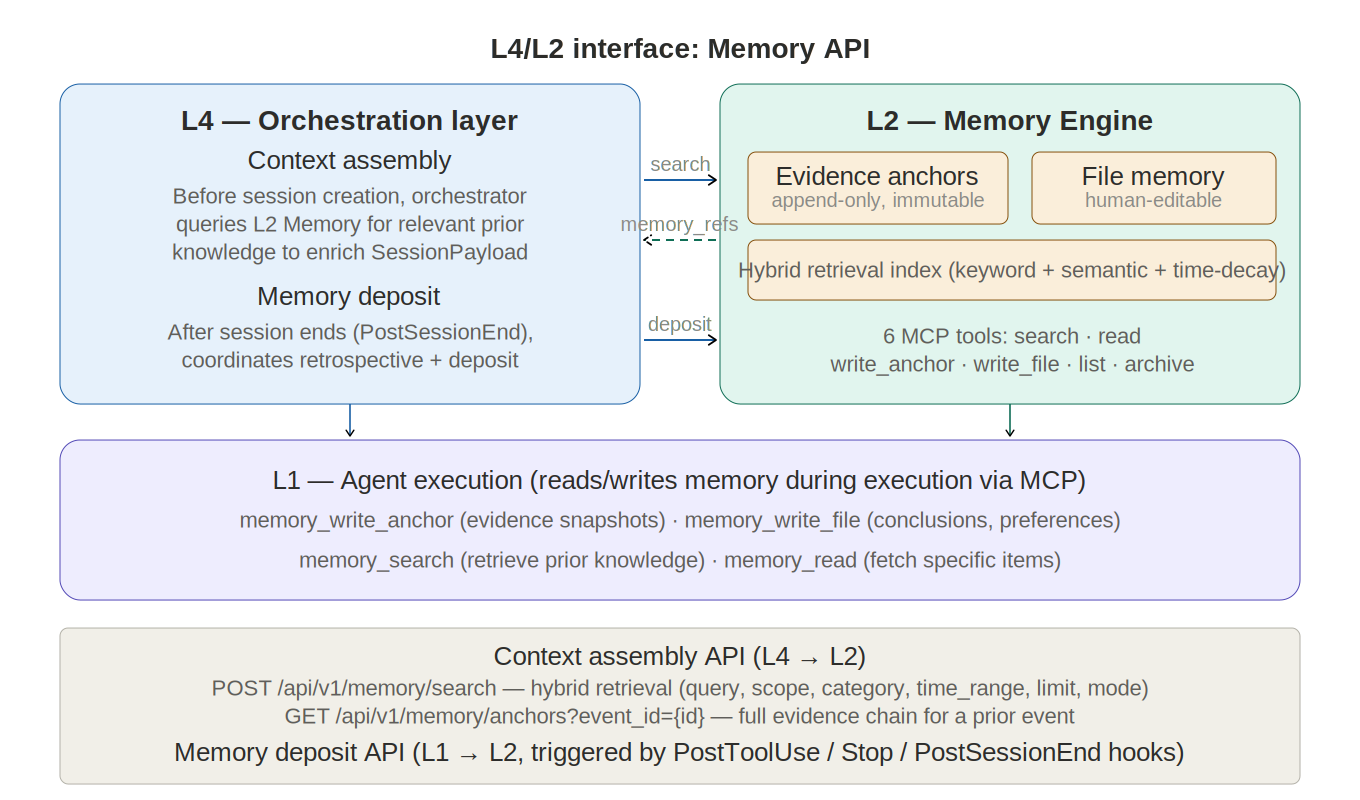 L4/L2 interface: Memory API
L4 — Orchestration layer
Context assembly
Before session creation, orchestrator
queries L2 Memory for relevant prior
knowledge to enrich SessionPayload
Memory deposit
After session ends (PostSessionEnd),
coordinates retrospective + deposit
search
memory_refs
deposit
L2 — Memory Engine
Evidence anchors
append-only, immutable
File memory
human-editable
Hybrid retrieval index (keyword + semantic + time-decay)
6 MCP tools: search · read
write_anchor · write_file · list · archive
L1 — Agent execution (reads/writes memory during execution via MCP)
memory_write_anchor (evidence snapshots) · memory_write_file (conclusions, preferences)
memory_search (retrieve prior knowledge) · memory_read (fetch specific items)
Context assembly API (L4 → L2)
POST /api/v1/memory/search — hybrid retrieval (query, scope, category, time_range, limit, mode)
GET /api/v1/memory/anchors?event_id={id} — full evidence chain for a prior event
Memory deposit API (L1 → L2, triggered by PostToolUse / Stop / PostSessionEnd hooks)